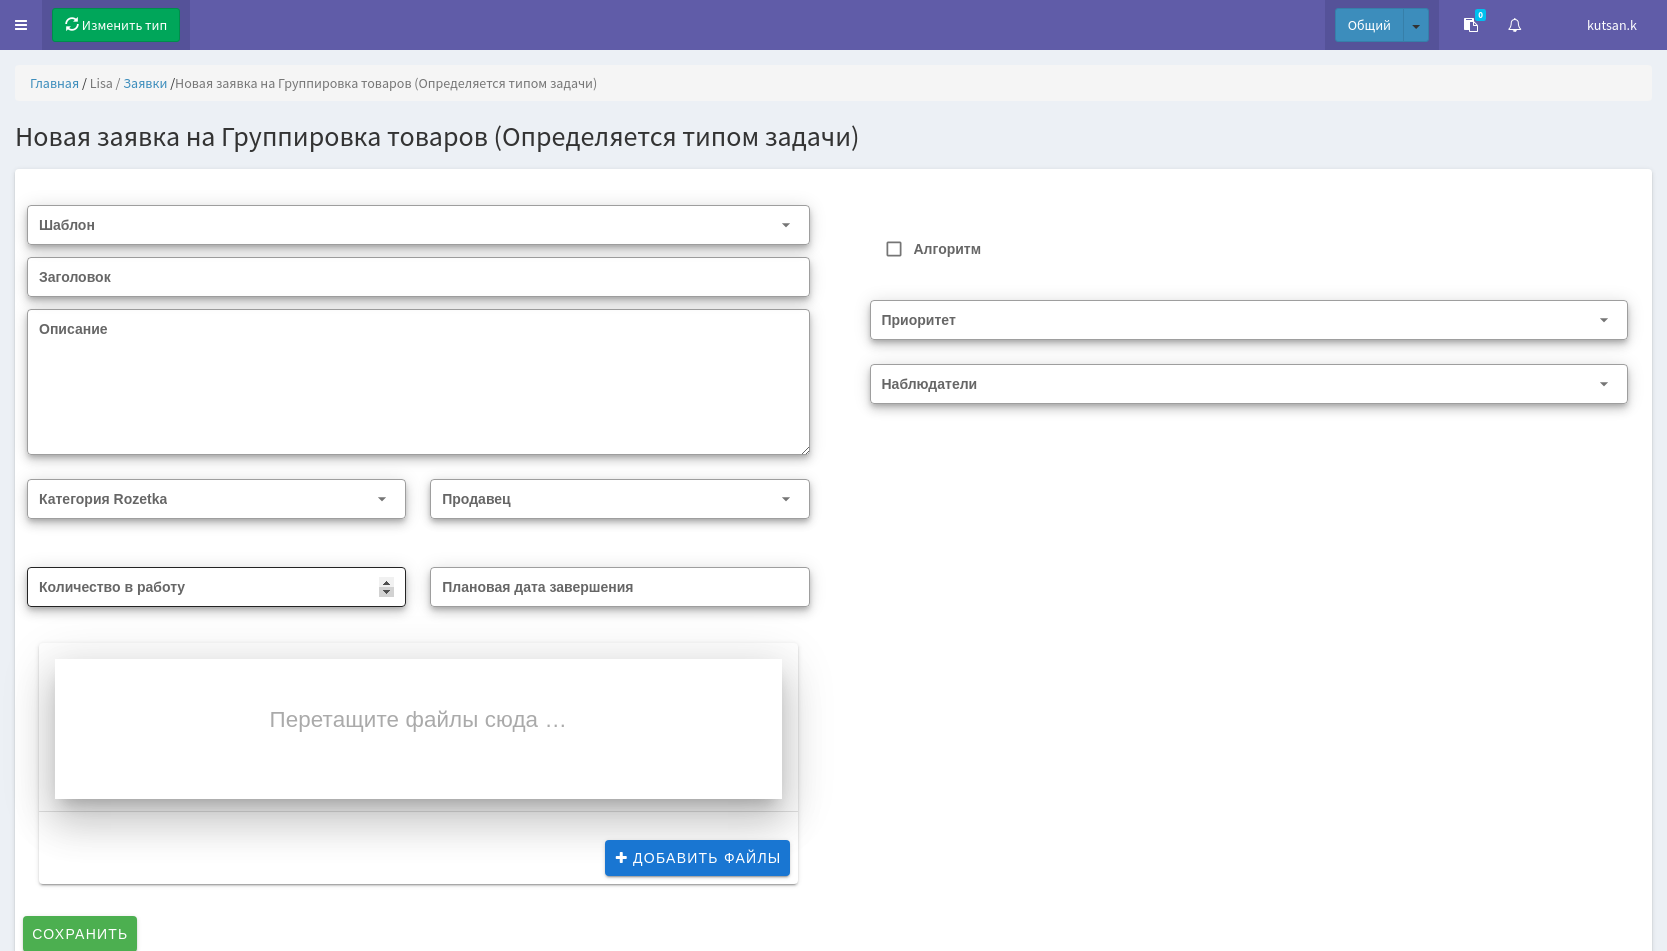 Изменить тип
Общий
0
kutsan.k
Главная / Lisa / Заявки /Новая заявка на Группировка товаров (Определяется типом задачи)
Новая заявка на Группировка товаров (Определяется типом задачи)
Шаблон
Заголовок
Описание
Категория Rozetka
Продавец
Количество в работу
Плановая дата завершения
Перетащите файлы сюда …
ДОБАВИТЬ ФАЙЛЫ
СОХРАНИТЬ
Алгоритм
Приоритет
Наблюдатели